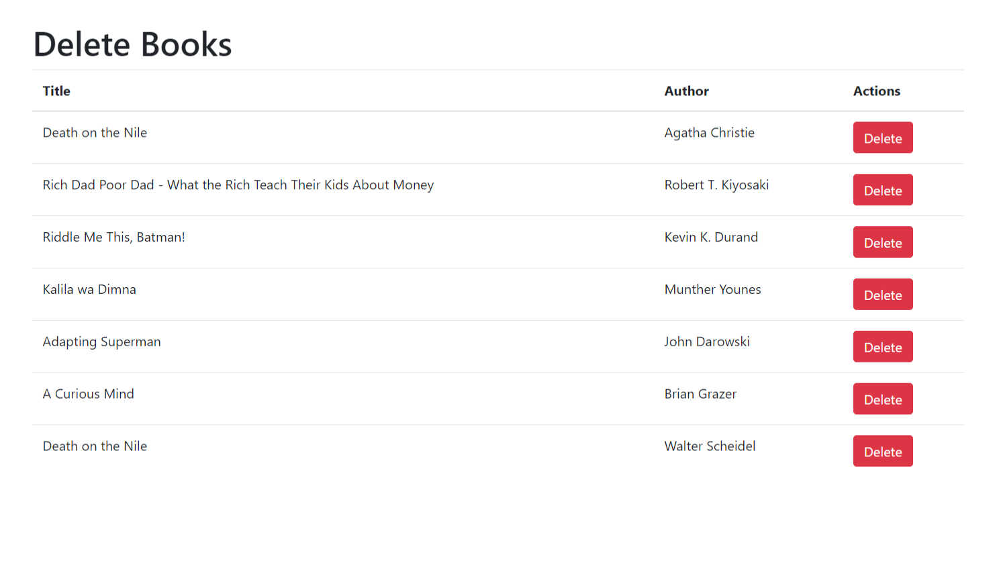 Delete Books
Title Author Actions
Death on the Nile Agatha Christie Delete
Rich Dad Poor Dad - What the Rich Teach Their Kids About Money Robert T. Kiyosaki Delete
Riddle Me This, Batman! Kevin K. Durand Delete
Kalila wa Dimna Munther Younes Delete
Adapting Superman John Darowski Delete
A Curious Mind Brian Grazer Delete
Death on the Nile Walter Scheidel Delete